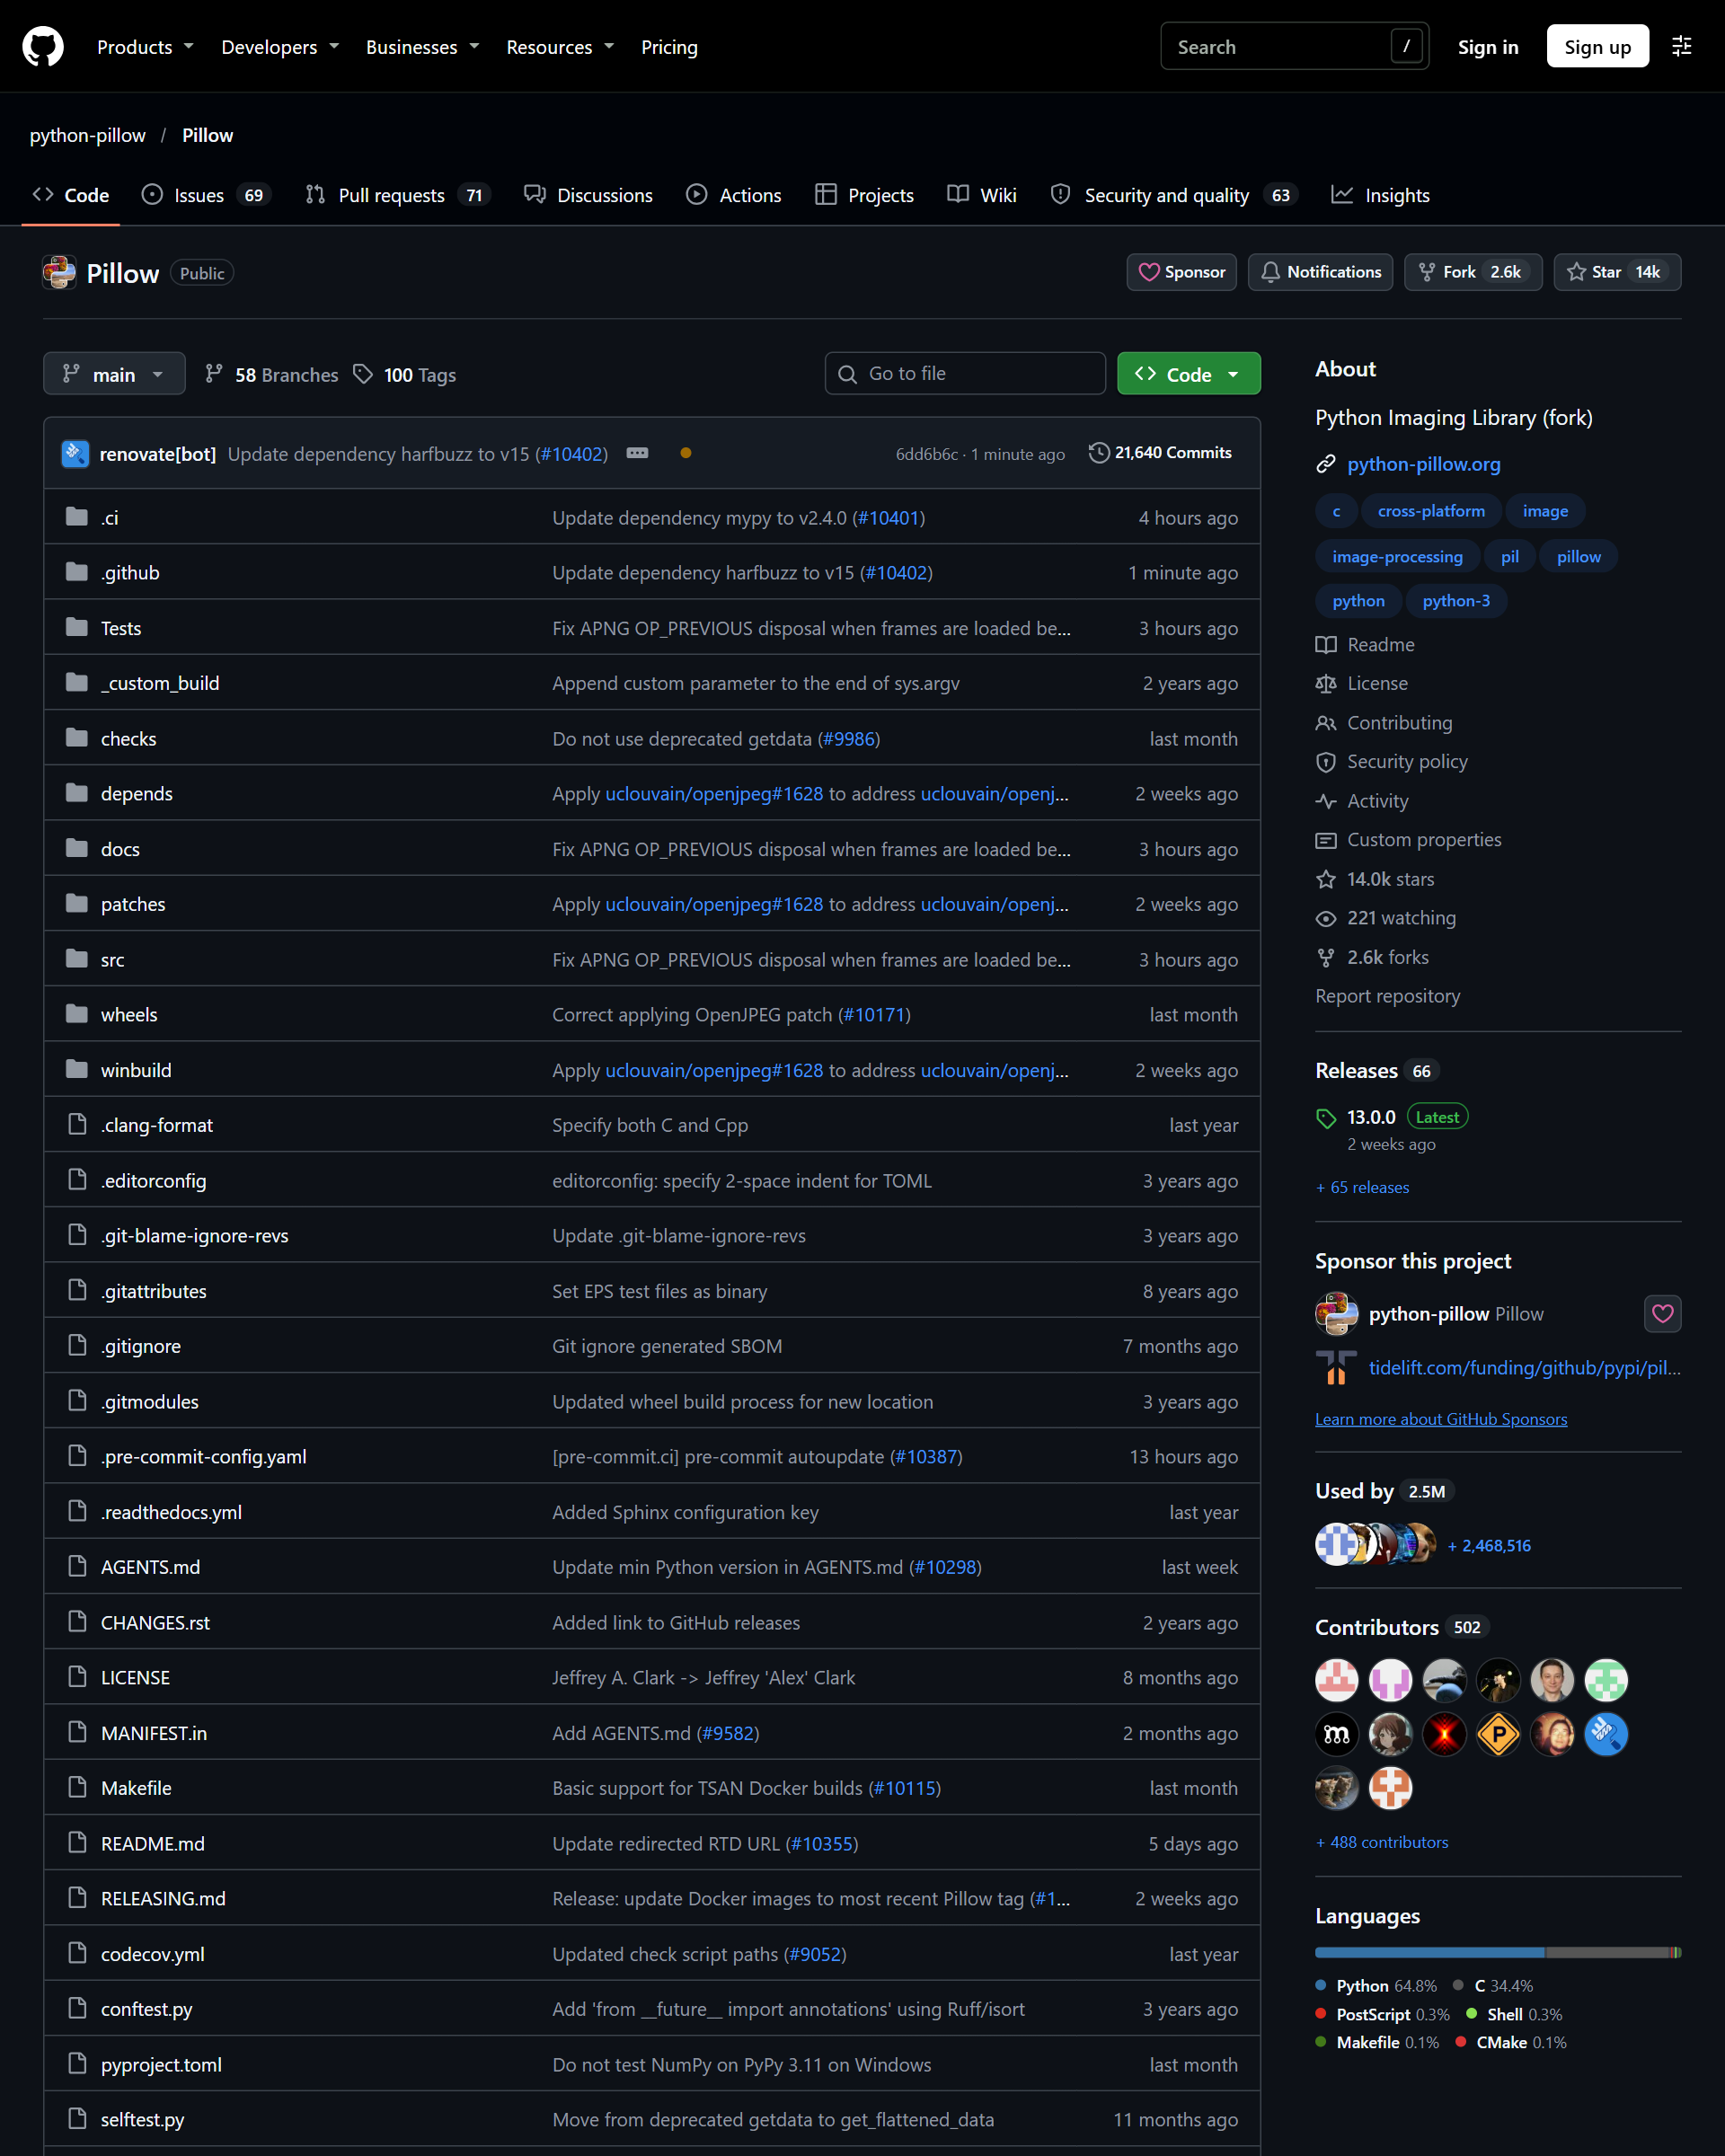 Products Developers Businesses Resources Pricing Search / Sign in Sign up
python-pillow / Pillow
Code Issues 69 Pull requests 71 Discussions Actions Projects Wiki Security and quality 63 Insights
Pillow Public Sponsor Notifications Fork 2.6k Star 14k
main 58 Branches 100 Tags Go to file Code
renovate[bot] Update dependency harfbuzz to v15 (#10402) 6dd6b6c · 1 minute ago 21,640 Commits
.ci Update dependency mypy to v2.4.0 (#10401) 4 hours ago
.github Update dependency harfbuzz to v15 (#10402) 1 minute ago
Tests Fix APNG OP_PREVIOUS disposal when frames are loaded be... 3 hours ago
_custom_build Append custom parameter to the end of sys.argv 2 years ago
checks Do not use deprecated getdata (#9986) last month
depends Apply uclouvain/openjpeg#1628 to address uclouvain/openj... 2 weeks ago
docs Fix APNG OP_PREVIOUS disposal when frames are loaded be... 3 hours ago
patches Apply uclouvain/openjpeg#1628 to address uclouvain/openj... 2 weeks ago
src Fix APNG OP_PREVIOUS disposal when frames are loaded be... 3 hours ago
wheels Correct applying OpenJPEG patch (#10171) last month
winbuild Apply uclouvain/openjpeg#1628 to address uclouvain/openj... 2 weeks ago
.clang-format Specify both C and Cpp last year
.editorconfig editorconfig: specify 2-space indent for TOML 3 years ago
.git-blame-ignore-revs Update .git-blame-ignore-revs 3 years ago
.gitattributes Set EPS test files as binary 8 years ago
.gitignore Git ignore generated SBOM 7 months ago
.gitmodules Updated wheel build process for new location 3 years ago
.pre-commit-config.yaml [pre-commit.ci] pre-commit autoupdate (#10387) 13 hours ago
.readthedocs.yml Added Sphinx configuration key last year
AGENTS.md Update min Python version in AGENTS.md (#10298) last week
CHANGES.rst Added link to GitHub releases 2 years ago
LICENSE Jeffrey A. Clark -> Jeffrey 'Alex' Clark 8 months ago
MANIFEST.in Add AGENTS.md (#9582) 2 months ago
Makefile Basic support for TSAN Docker builds (#10115) last month
README.md Update redirected RTD URL (#10355) 5 days ago
RELEASING.md Release: update Docker images to most recent Pillow tag (#1... 2 weeks ago
codecov.yml Updated check script paths (#9052) last year
conftest.py Add 'from __future__ import annotations' using Ruff/isort 3 years ago
pyproject.toml Do not test NumPy on PyPy 3.11 on Windows last month
selftest.py Move from deprecated getdata to get_flattened_data 11 months ago
About
Python Imaging Library (fork)
python-pillow.org
c cross-platform image
image-processing pil pillow
python python-3
Readme
License
Contributing
Security policy
Activity
Custom properties
14.0k stars
221 watching
2.6k forks
Report repository
Releases 66
13.0.0 Latest
2 weeks ago
+ 65 releases
Sponsor this project
python-pillow Pillow
tidelift.com/funding/github/pypi/pil...
Learn more about GitHub Sponsors
Used by 2.5M
+ 2,468,516
Contributors 502
m
P
+ 488 contributors
Languages
Python 64.8% C 34.4%
PostScript 0.3% Shell 0.3%
Makefile 0.1% CMake 0.1%